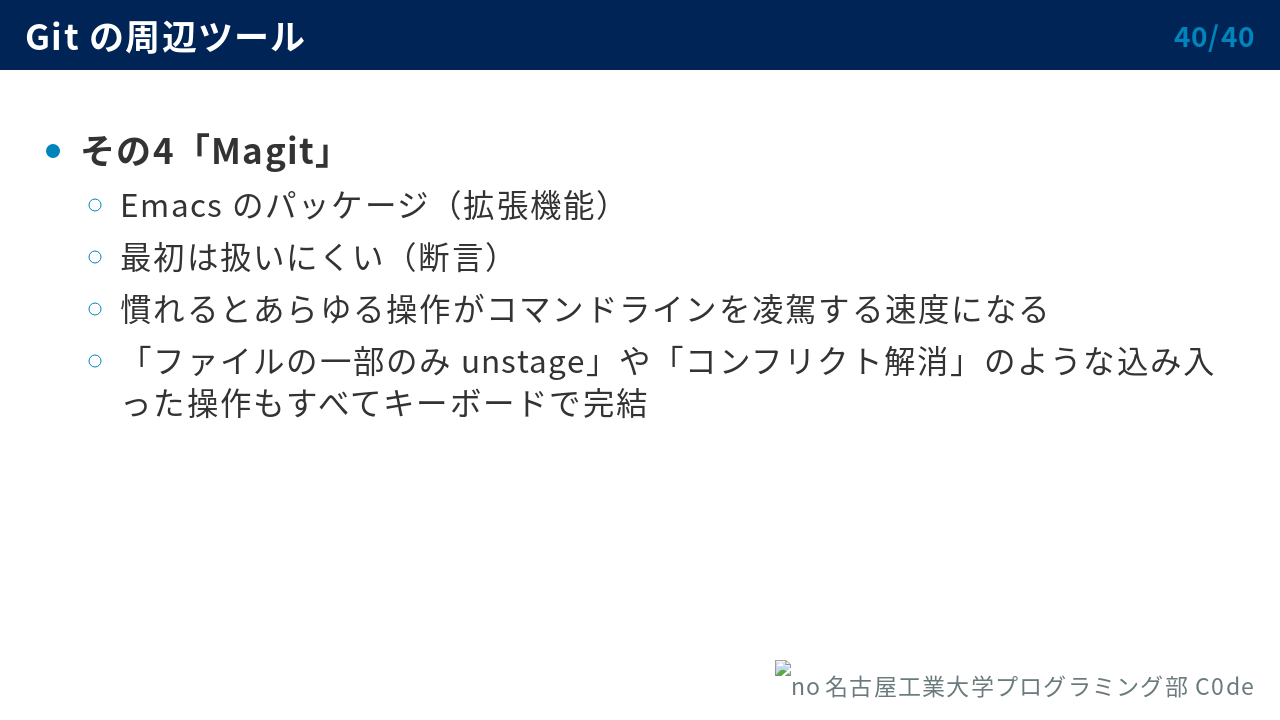 Git の周辺ツール
40/40
その4「Magit」
Emacs のパッケージ（拡張機能）
最初は扱いにくい（断言）
慣れるとあらゆる操作がコマンドラインを凌駕する速度になる
「ファイルの一部のみ unstage」や「コンフリクト解消」のような込み入
った操作もすべてキーボードで完結
no 名古屋工業大学プログラミング部 C0de